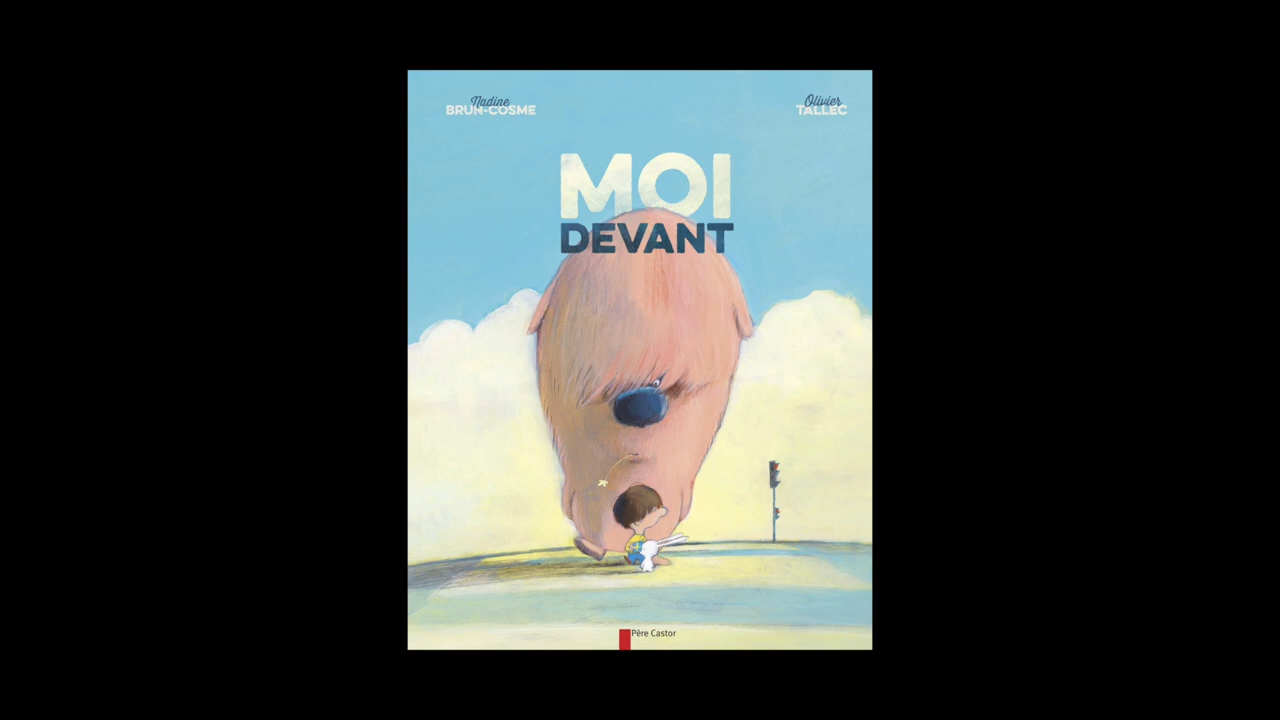 Nadine
BRUN-COSME
Olivier
TALLEC
MOI
DEVANT
Père Castor